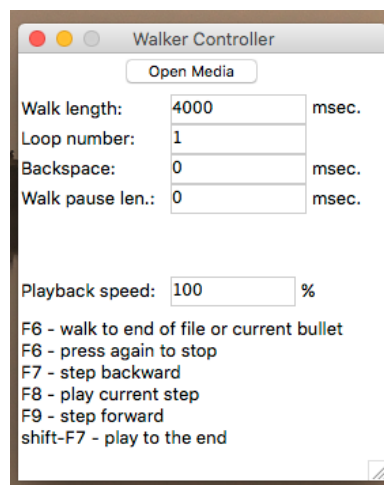 Walker Controller
Open Media
Walk length: 4000 msec.
Loop number: 1
Backspace: 0 msec.
Walk pause len.: 0 msec.
Playback speed: 100 %
F6 - walk to end of file or current bullet
F6 - press again to stop
F7 - step backward
F8 - play current step
F9 - step forward
shift-F7 - play to the end